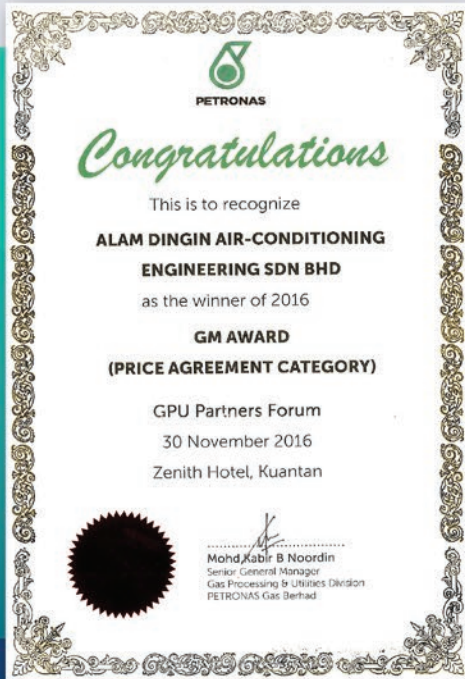 PETRONAS
Congratulations
This is to recognize
ALAM DINGIN AIR-CONDITIONING
ENGINEERING SDN BHD
as the winner of 2016
GM AWARD
(PRICE AGREEMENT CATEGORY)
GPU Partners Forum
30 November 2016
Zenith Hotel, Kuantan
Mohd Kabir B Noordin
Senior General Manager
Gas Processing & Utilities Division
PETRONAS Gas Berhad